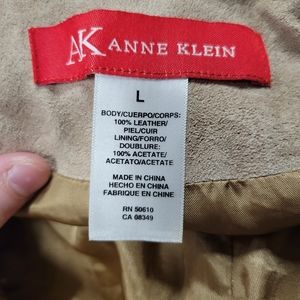 AK ANNE KLEIN
L
BODY/CUERPO/CORPS:
100% LEATHER/
PIEL/CUIR
LINING/FORRO/
DOUBLURE:
100% ACETATE/
ACETATO/ACETATE
MADE IN CHINA
HECHO EN CHINA
FABRIQUE EN CHINE
RN 50610
CA 08349